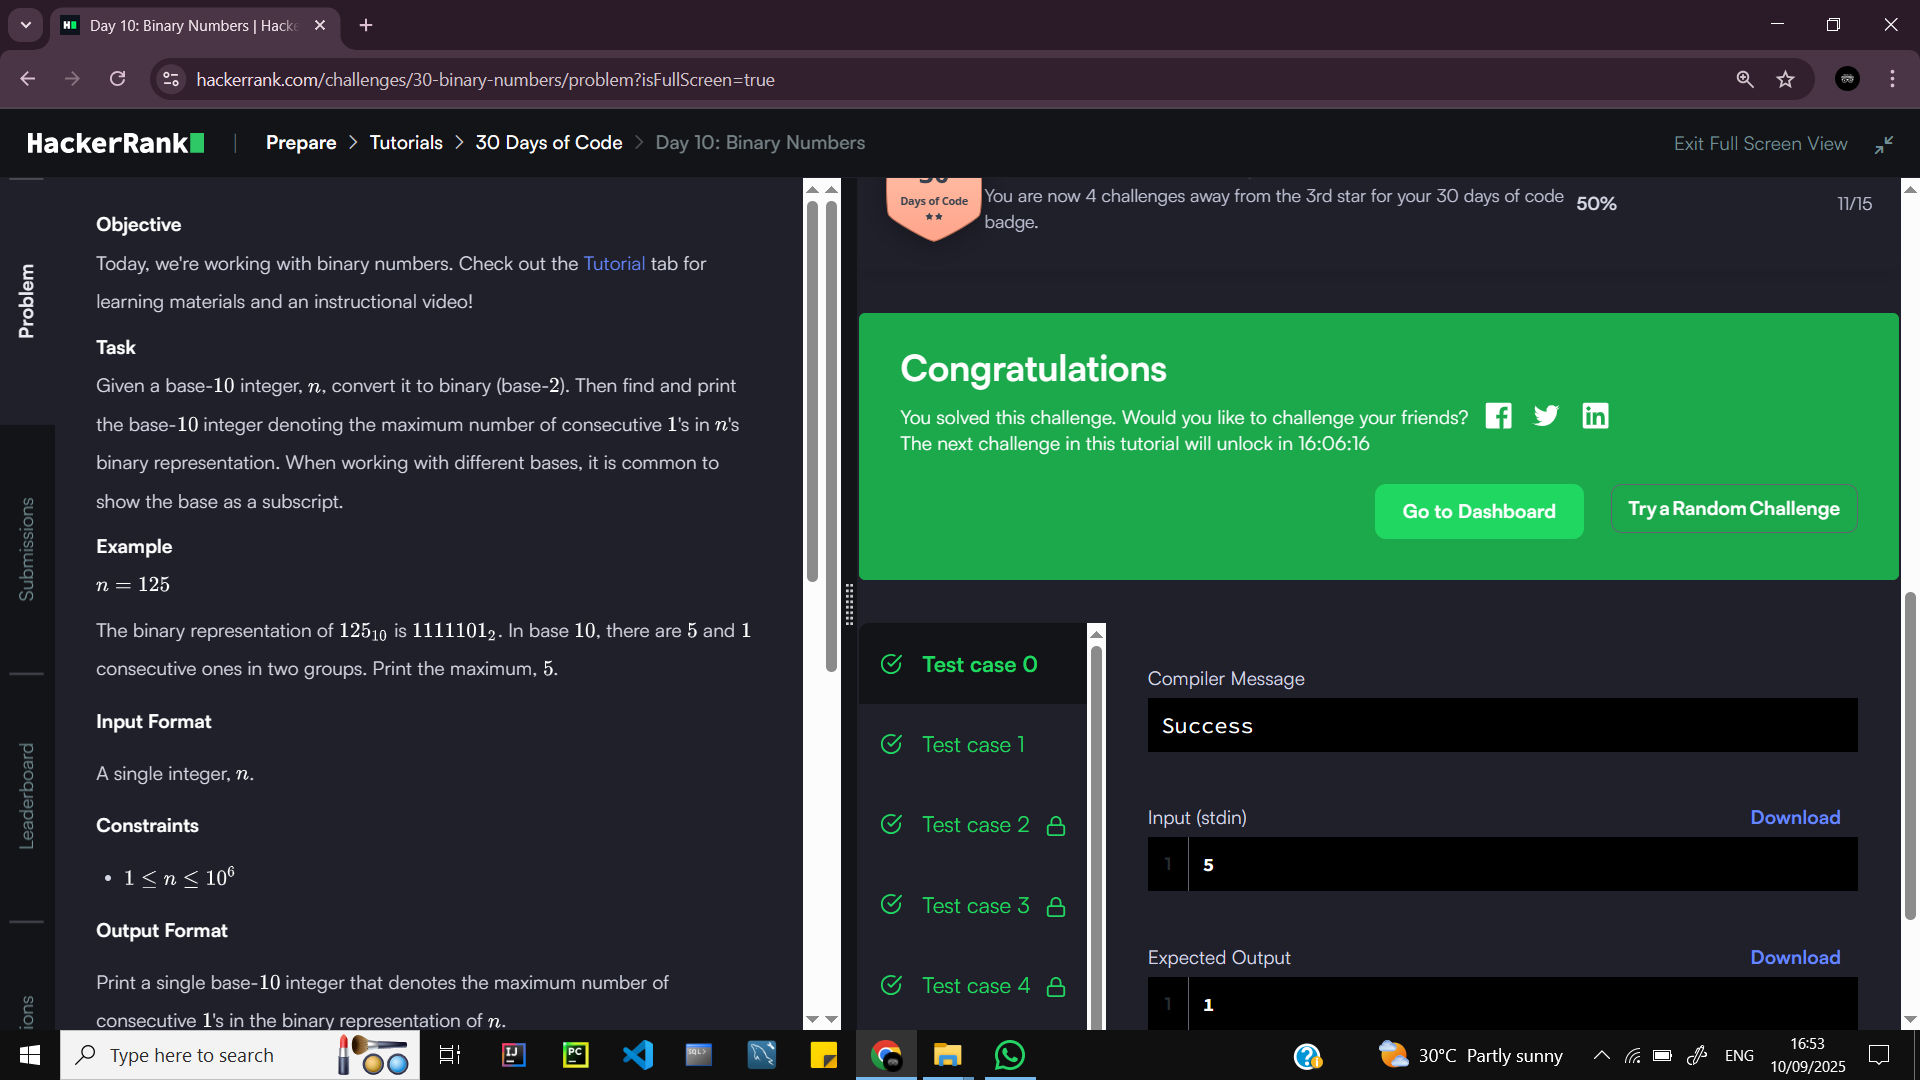 Day 10: Binary Numbers | Hacke
hackerrank.com/challenges/30-binary-numbers/problem?isFullScreen=true
HackerRank
Prepare > Tutorials > 30 Days of Code > Day 10: Binary Numbers
Exit Full Screen View
Problem
Submissions
Leaderboard
ions
Objective
Today, we're working with binary numbers. Check out the Tutorial tab for
learning materials and an instructional video!
Task
Given a base-10 integer, n, convert it to binary (base-2). Then find and print
the base-10 integer denoting the maximum number of consecutive 1's in n's
binary representation. When working with different bases, it is common to
show the base as a subscript.
Example
n = 125
The binary representation of 125₁₀ is 1111101₂. In base 10, there are 5 and 1
consecutive ones in two groups. Print the maximum, 5.
Input Format
A single integer, n.
Constraints
• 1 ≤ n ≤ 10⁶
Output Format
Print a single base-10 integer that denotes the maximum number of
consecutive 1's in the binary representation of n.
Days of Code
You are now 4 challenges away from the 3rd star for your 30 days of code
badge.
50%
11/15
Congratulations
You solved this challenge. Would you like to challenge your friends?
The next challenge in this tutorial will unlock in 16:06:16
Go to Dashboard
Try a Random Challenge
Test case 0
Test case 1
Test case 2
Test case 3
Test case 4
Compiler Message
Success
Input (stdin)
Download
1
5
Expected Output
Download
1
1
Type here to search
30°C Partly sunny
ENG
16:53
10/09/2025